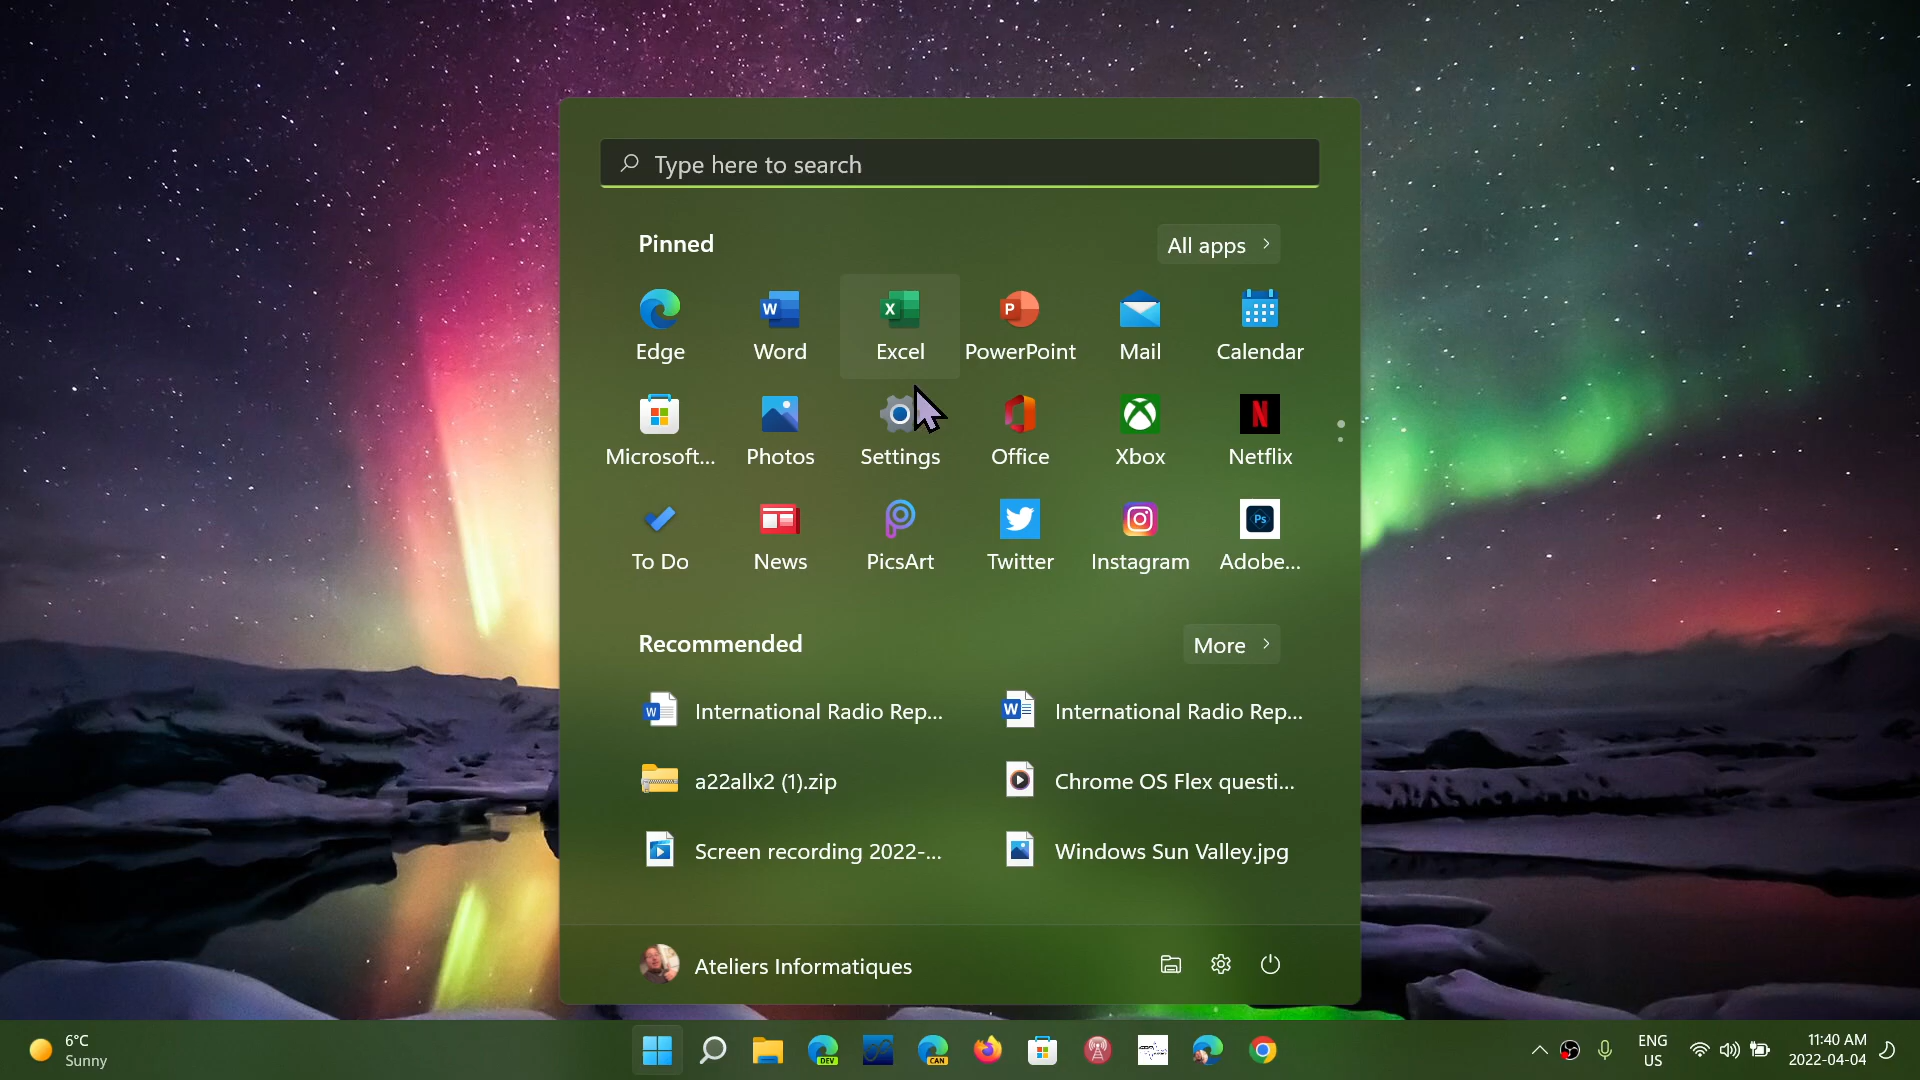 Type here to search
Pinned
All apps
Edge
Word
Excel
PowerPoint
Mail
Calendar
Microsoft...
Photos
Settings
Office
Xbox
Netflix
To Do
News
PicsArt
Twitter
Instagram
Adobe...
Recommended
More
International Radio Rep...
International Radio Rep...
a22allx2 (1).zip
Chrome OS Flex questi...
Screen recording 2022-...
Windows Sun Valley.jpg
Ateliers Informatiques
6°C
Sunny
DEV
CAN
ENG
US
11:40 AM
2022-04-04